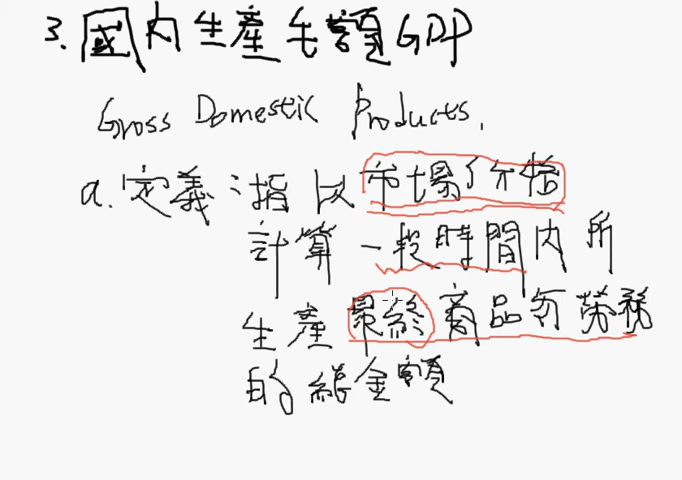 3. 國內生產毛額GDP
Gross Domestic Products.
a. 定義:指以市場价格
計算一段時間內所
生產最終商品与勞務
的總金額